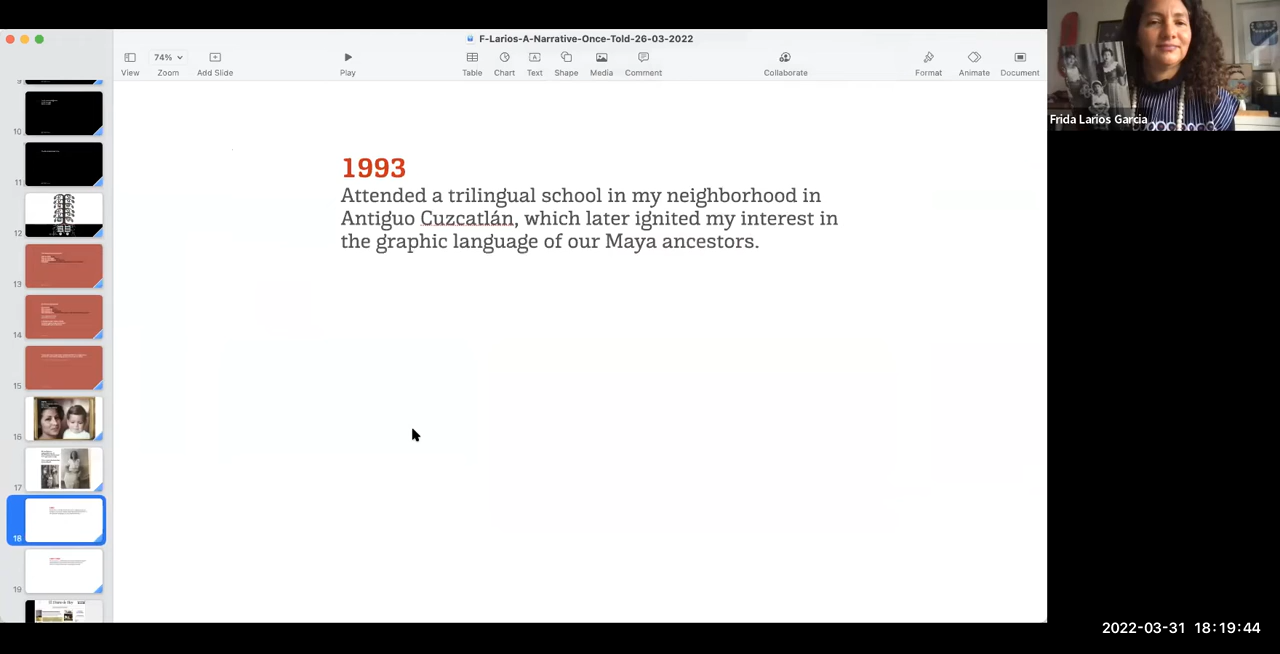 F-Larios-A-Narrative-Once-Told-26-03-2022
74%
View
Zoom
Add Slide
Play
Table
Chart
Text
Shape
Media
Comment
Collaborate
Format
Animate
Document
Frida Larios Garcia
10
11
12
13
14
15
16
17
18
19
1993
Attended a trilingual school in my neighborhood in
Antiguo Cuzcatlán, which later ignited my interest in
the graphic language of our Maya ancestors.
2022-03-31 18:19:44